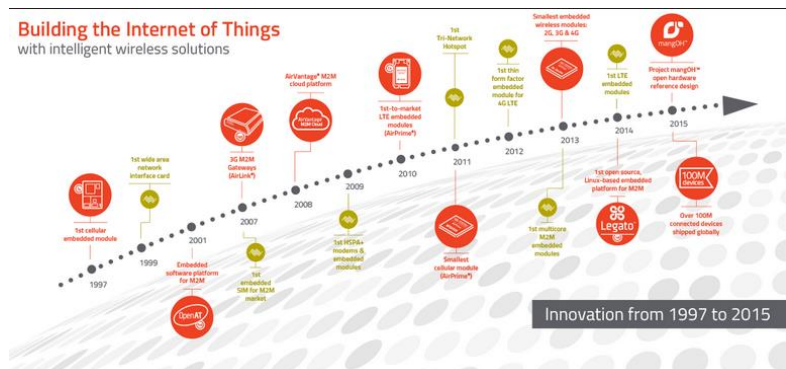 Building the Internet of Things
with intelligent wireless solutions
1st cellular
embedded module
1997
1st wide area
network
interface card
1999
2001
Embedded
software platform
for M2M
OpenAT
3G M2M
Gateways
(AirLink®)
2007
1st
embedded
SIM for M2M
market
AirVantage® M2M
cloud platform
AirVantage
M2M Cloud
2008
2009
1st HSPA+
modems &
embedded
modules
1st-to-market
LTE embedded
modules
(AirPrime®)
2010
1st
Tri-Network
Hotspot
2011
Smallest
cellular module
(AirPrime®)
1st thin
form factor
embedded
module for
4G LTE
2012
Smallest embedded
wireless modules:
2G, 3G & 4G
2013
1st multicore
M2M
embedded
modules
1st LTE
embedded
modules
2014
1st open source,
Linux-based embedded
platform for M2M
Legato™
mangOH™
Project mangOH™
open hardware
reference design
2015
100M
devices
Over 100M
connected devices
shipped globally
Innovation from 1997 to 2015